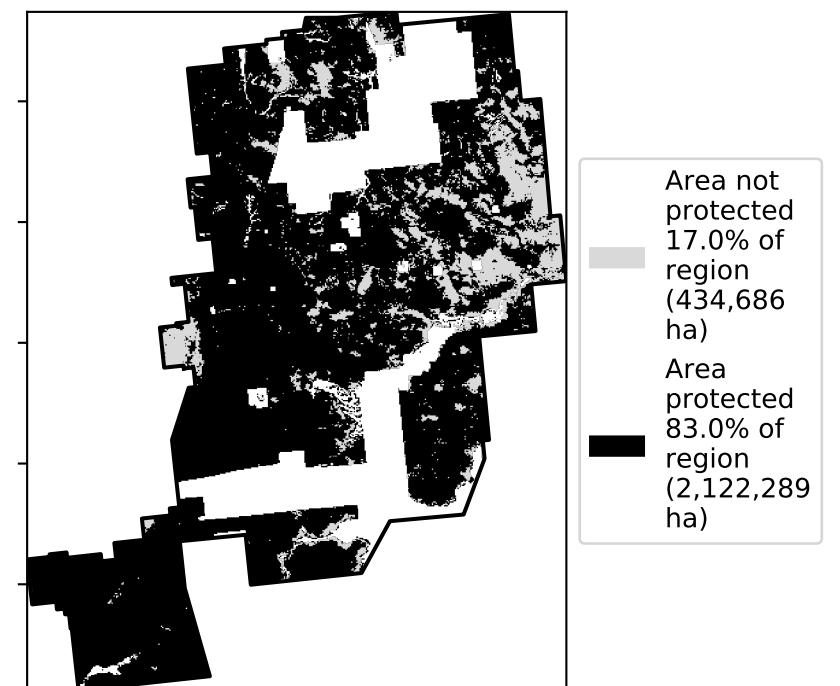 Area not
protected
17.0% of
region
(434,686
ha)
Area
protected
83.0% of
region
(2,122,289
ha)